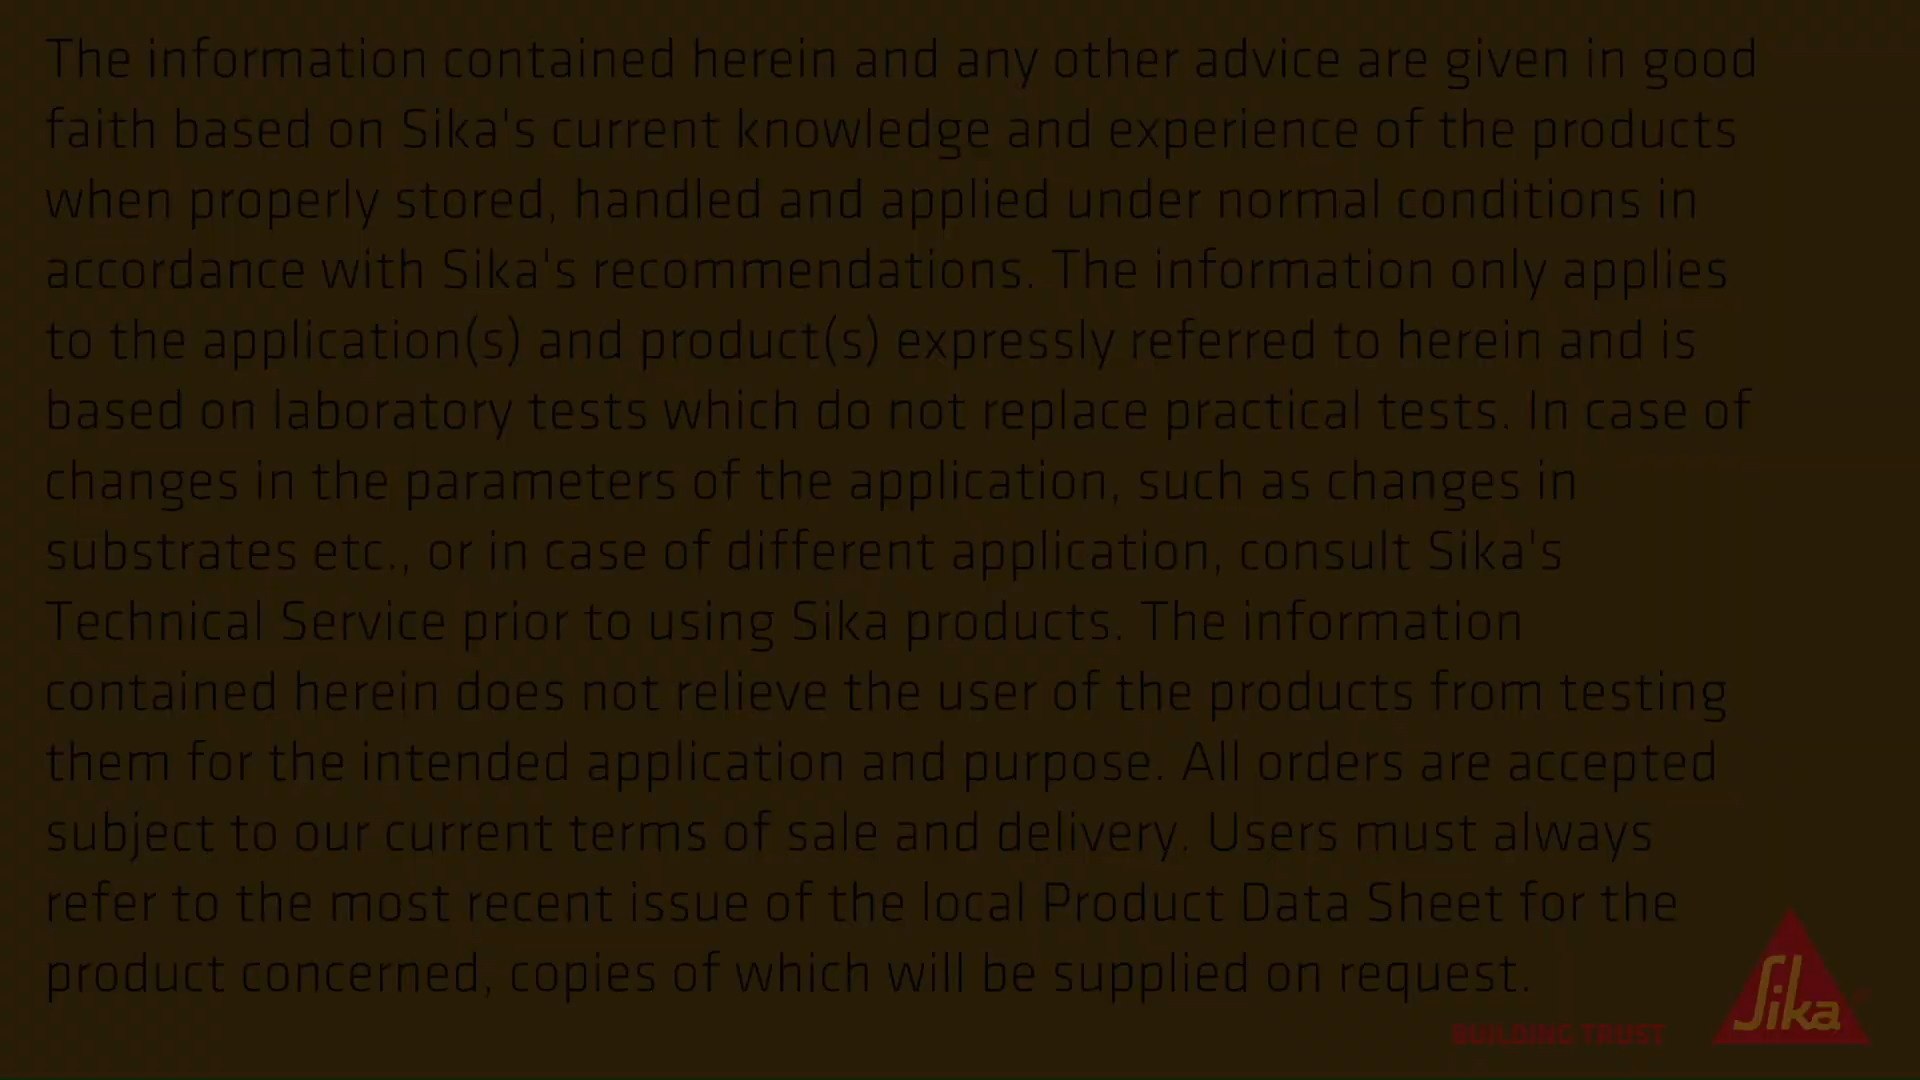 The information contained herein and any other advice are given in good
faith based on Sika's current knowledge and experience of the products
when properly stored, handled and applied under normal conditions in
accordance with Sika's recommendations. The information only applies
to the application(s) and product(s) expressly referred to herein and is
based on laboratory tests which do not replace practical tests. In case of
changes in the parameters of the application, such as changes in
substrates etc., or in case of different application, consult Sika's
Technical Service prior to using Sika products. The information
contained herein does not relieve the user of the products from testing
them for the intended application and purpose. All orders are accepted
subject to our current terms of sale and delivery. Users must always
refer to the most recent issue of the local Product Data Sheet for the
product concerned, copies of which will be supplied on request.
BUILDING TRUST
Sika